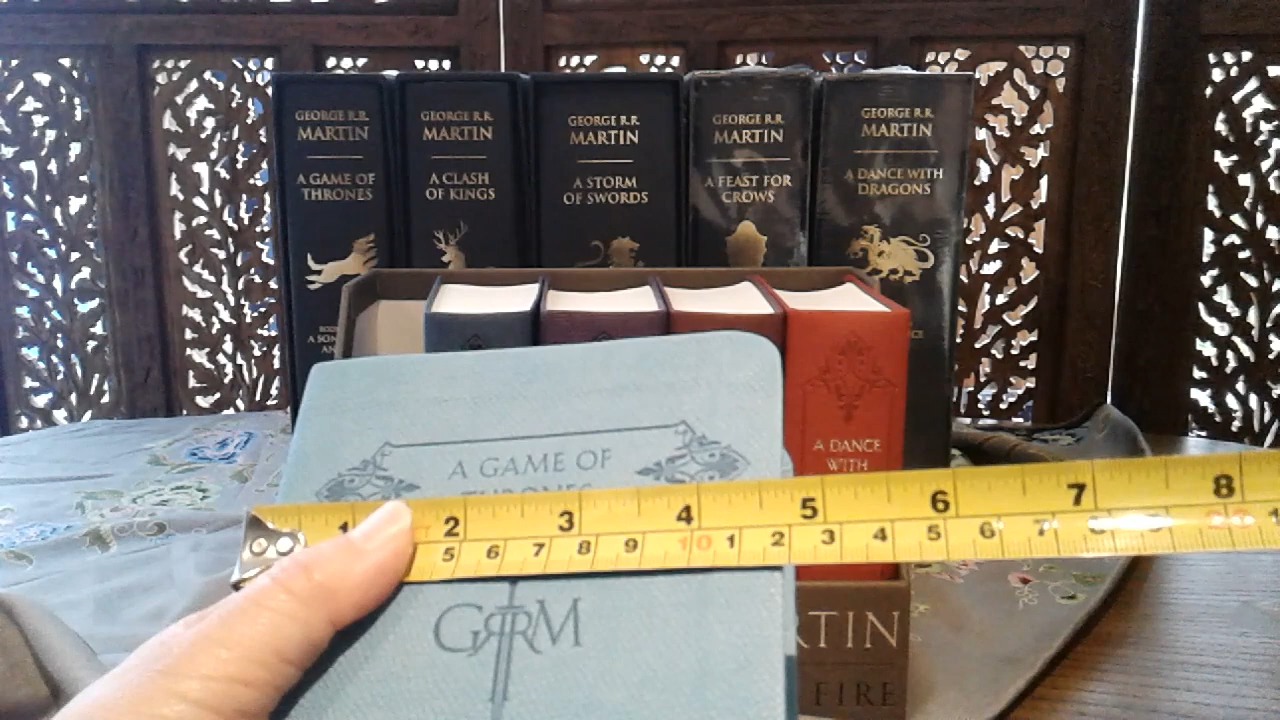 GEORGE R.R.
MARTIN
A GAME OF
THRONES
GEORGE R.R.
MARTIN
A CLASH
OF KINGS
GEORGE R.R.
MARTIN
A STORM
OF SWORDS
GEORGE R.R.
MARTIN
A FEAST FOR
CROWS
GEORGE R.R.
MARTIN
A DANCE WITH
DRAGONS
A DANCE
WITH
A GAME OF
THRONES
1 2 3 4 5 6 7 8
5 6 7 8 9 10 1 2 3 4 5 6 7
GRRM
RTIN
FIRE